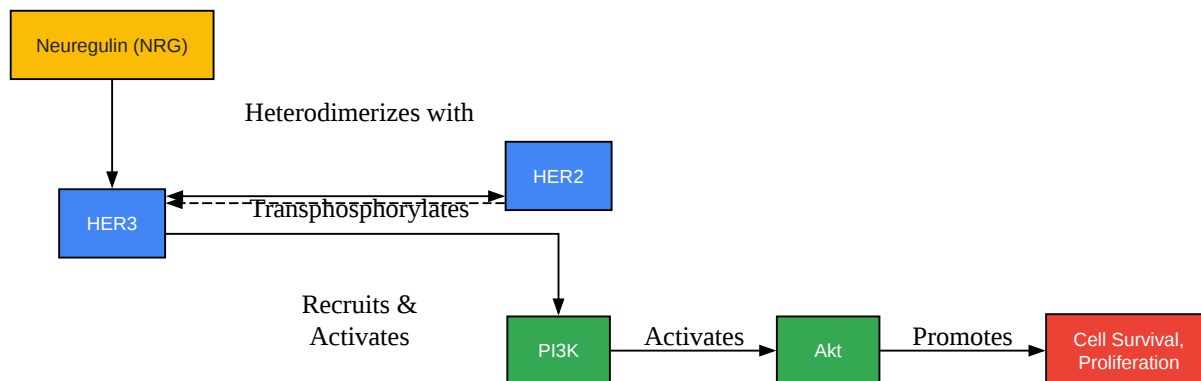 Neuregulin (NRG)
Heterodimerizes with
HER2
Transphosphorylates
HER3
Recruits &
Activates
PI3K
Activates
Akt
Promotes
Cell Survival,
Proliferation